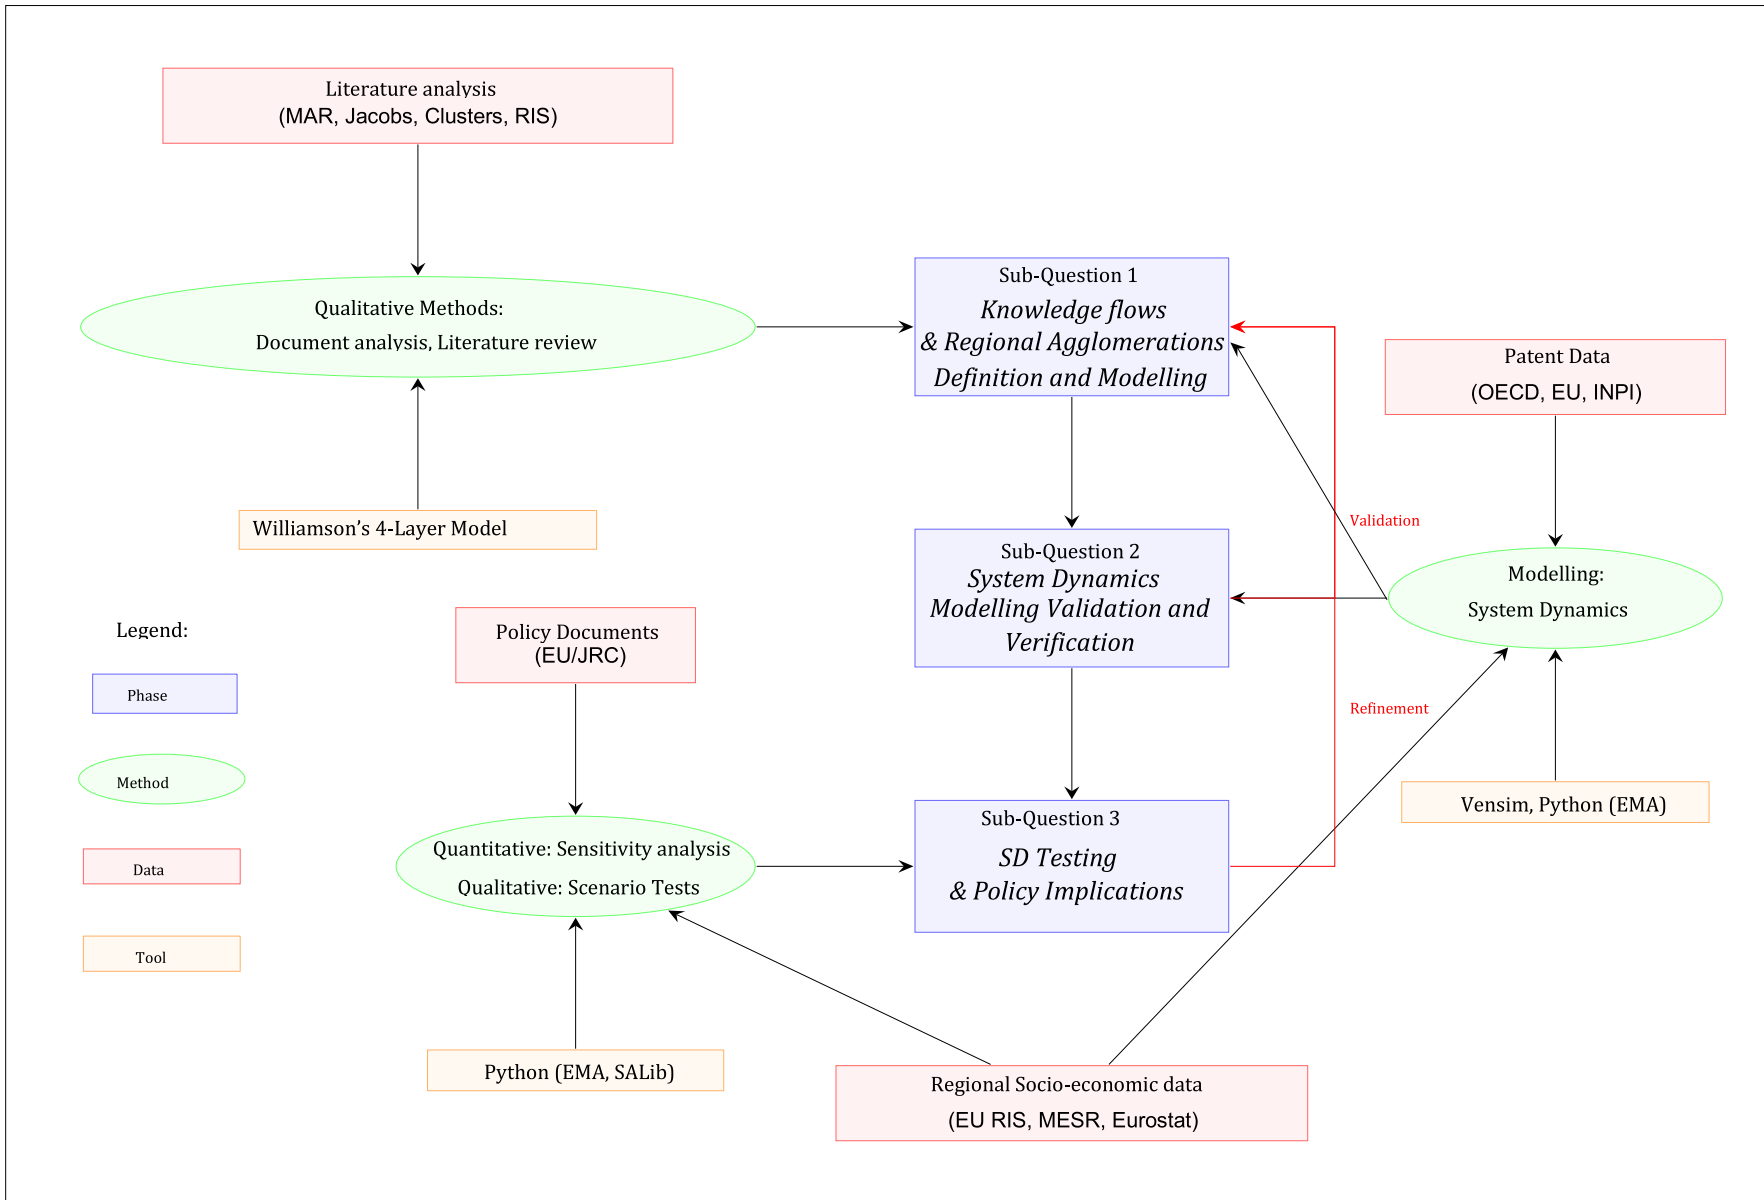 Literature analysis
(MAR, Jacobs, Clusters, RIS)
Qualitative Methods:
Document analysis, Literature review
Williamson’s 4-Layer Model
Sub-Question 1
Knowledge flows
& Regional Agglomerations
Definition and Modelling
Patent Data
(OECD, EU, INPI)
Validation
Sub-Question 2
System Dynamics
Modelling Validation and
Verification
Modelling:
System Dynamics
Refinement
Vensim, Python (EMA)
Legend:
Phase
Method
Data
Tool
Policy Documents
(EU/JRC)
Quantitative: Sensitivity analysis
Qualitative: Scenario Tests
Sub-Question 3
SD Testing
& Policy Implications
Python (EMA, SALib)
Regional Socio-economic data
(EU RIS, MESR, Eurostat)